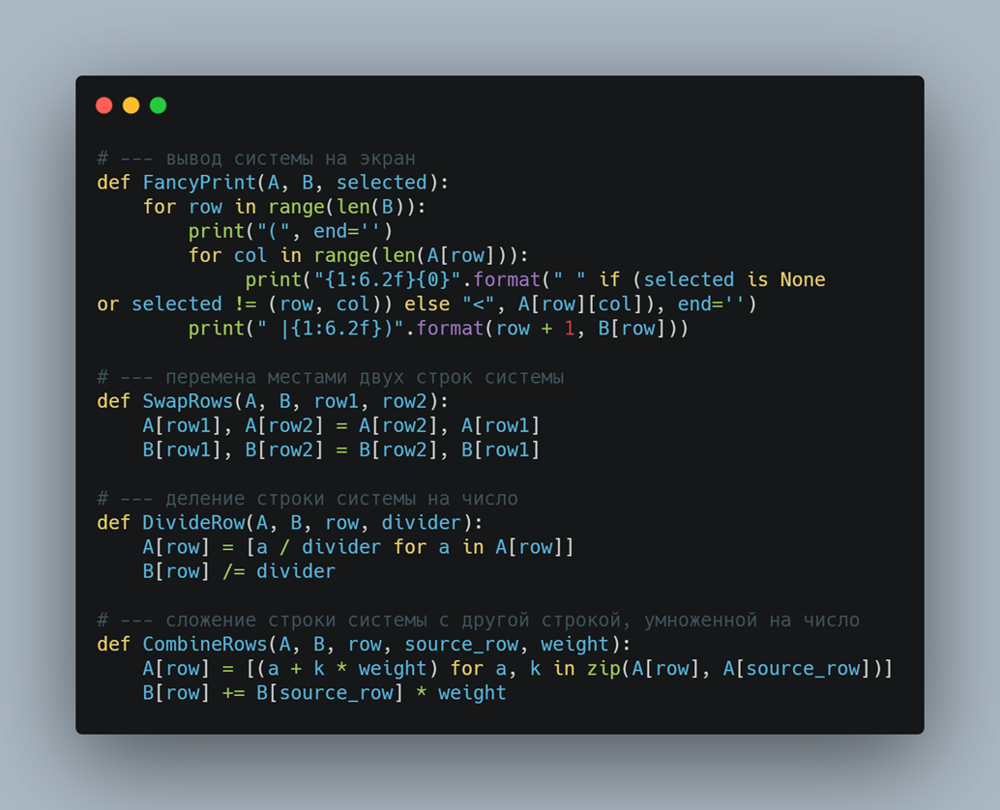 # --- вывод системы на экран
def FancyPrint(A, B, selected):
    for row in range(len(B)):
        print("(", end='')
        for col in range(len(A[row])):
             print("{1:6.2f}{0}".format(" " if (selected is None
or selected != (row, col)) else "<", A[row][col]), end='')
        print(" |{1:6.2f})".format(row + 1, B[row]))

# --- перемена местами двух строк системы
def SwapRows(A, B, row1, row2):
    A[row1], A[row2] = A[row2], A[row1]
    B[row1], B[row2] = B[row2], B[row1]

# --- деление строки системы на число
def DivideRow(A, B, row, divider):
    A[row] = [a / divider for a in A[row]]
    B[row] /= divider

# --- сложение строки системы с другой строкой, умноженной на число
def CombineRows(A, B, row, source_row, weight):
    A[row] = [(a + k * weight) for a, k in zip(A[row], A[source_row])]
    B[row] += B[source_row] * weight